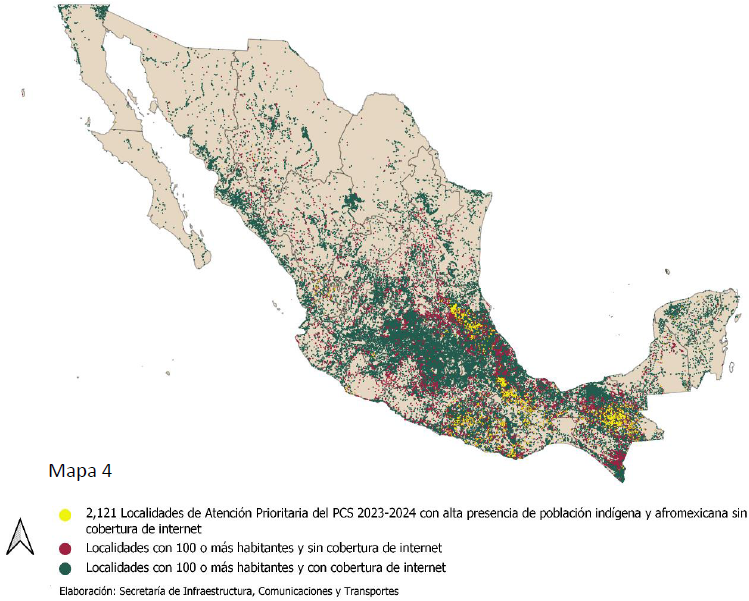 Mapa 4
2,121 Localidades de Atención Prioritaria del PCS 2023-2024 con alta presencia de población indígena y afromexicana sin
cobertura de internet
Localidades con 100 o más habitantes y sin cobertura de internet
Localidades con 100 o más habitantes y con cobertura de internet
Elaboración: Secretaría de Infraestructura, Comunicaciones y Transportes